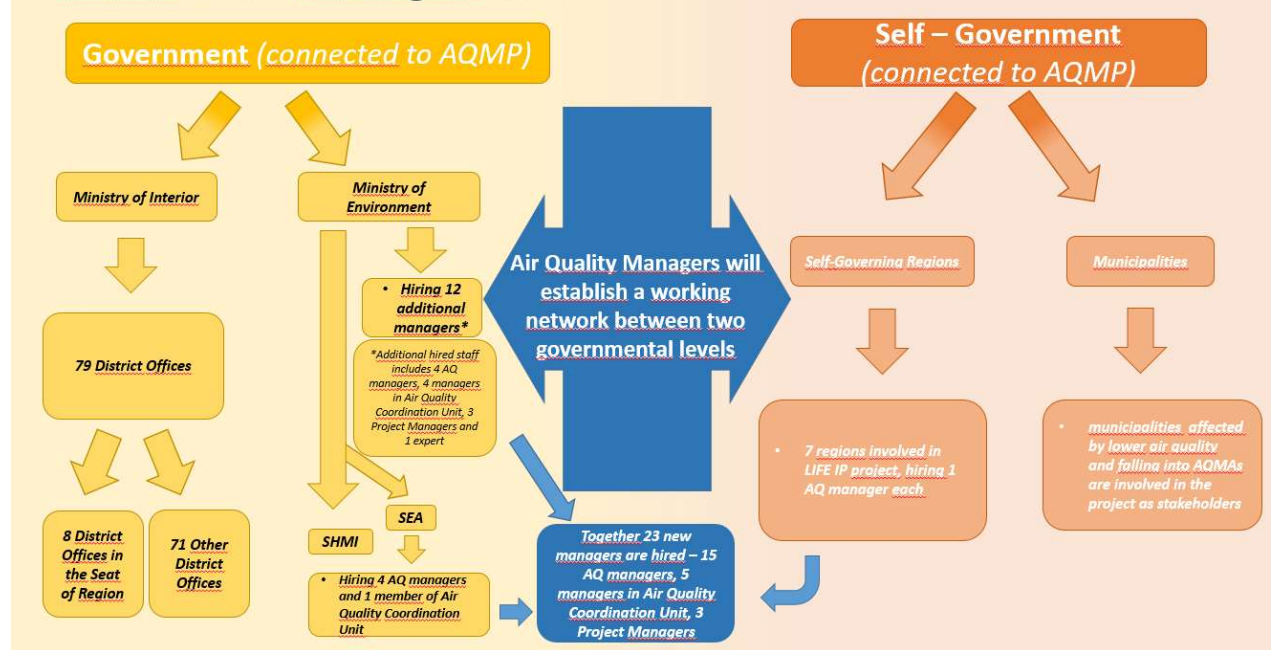 Government (connected to AQMP)
Self – Government
(connected to AQMP)
Ministry of Interior
Ministry of
Environment
Self-Governing Regions
Municipalities
Air Quality Managers will
establish a working
network between two
governmental levels
79 District Offices
• Hiring 12
additional
managers*
*Additional hired staff
includes 4 AQ
managers, 4 managers
in Air Quality
Coordination Unit, 3
Project Managers and
1 expert
• 7 regions involved in
LIFE IP project, hiring 1
AQ manager each
• municipalities affected
by lower air quality
and falling into AQMAs
are involved in the
project as stakeholders
8 District
Offices in
the Seat
of Region
71 Other
District
Offices
SHMI
SEA
• Hiring 4 AQ managers
and 1 member of Air
Quality Coordination
Unit
Together 23 new
managers are hired – 15
AQ managers, 5
managers in Air Quality
Coordination Unit, 3
Project Managers